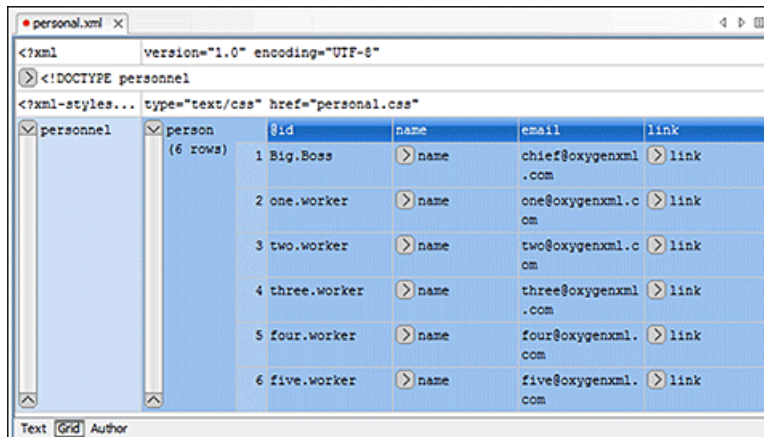 personal.xml
<?xml version="1.0" encoding="UTF-8"
<!DOCTYPE personnel
<?xml-styles... type="text/css" href="personal.css"
personnel person @id name email link
(6 rows)
1 Big.Boss name chief@oxygenxml link
.com
2 one.worker name one@oxygenxml.c link
om
3 two.worker name two@oxygenxml.c link
om
4 three.worker name three@oxygenxml link
.com
5 four.worker name four@oxygenxml. link
com
6 five.worker name five@oxygenxml. link
com
Text Grid Author